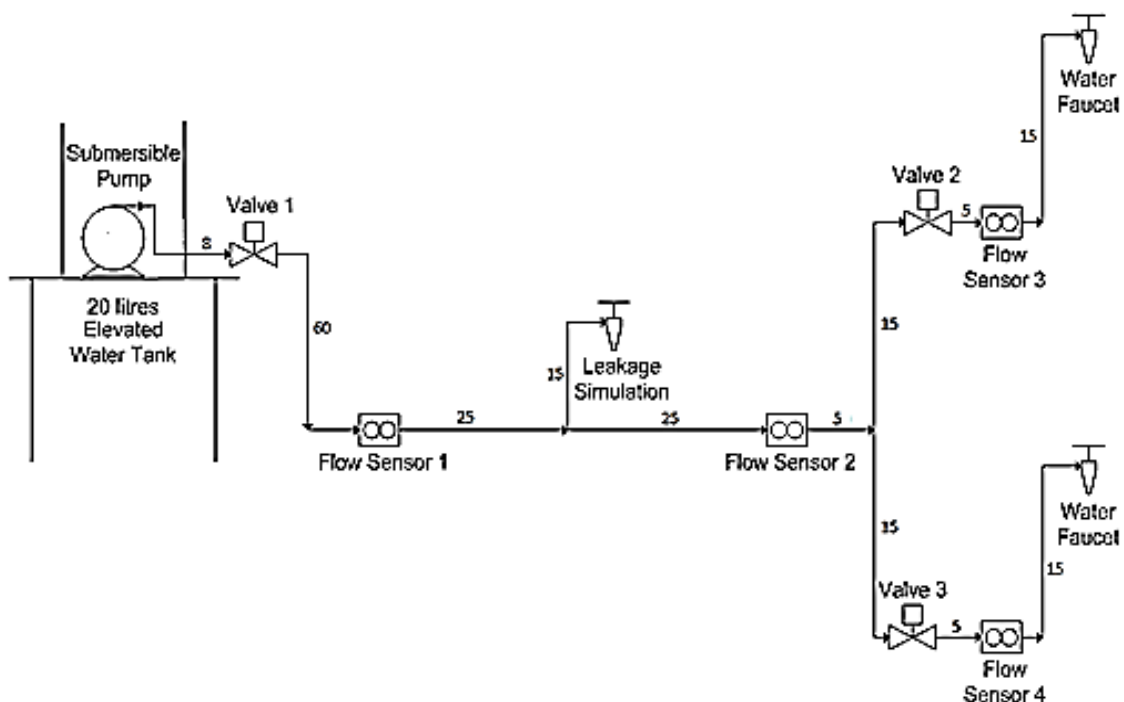 Water
Faucet
15
Submersible
Pump
Valve 1
8
Valve 2
5
Flow
Sensor 3
20 litres
Elevated
Water Tank
60
15
Leakage
Simulation
15
25
Flow Sensor 1
25
Flow Sensor 2
5
Water
Faucet
15
15
Valve 3
5
Flow
Sensor 4